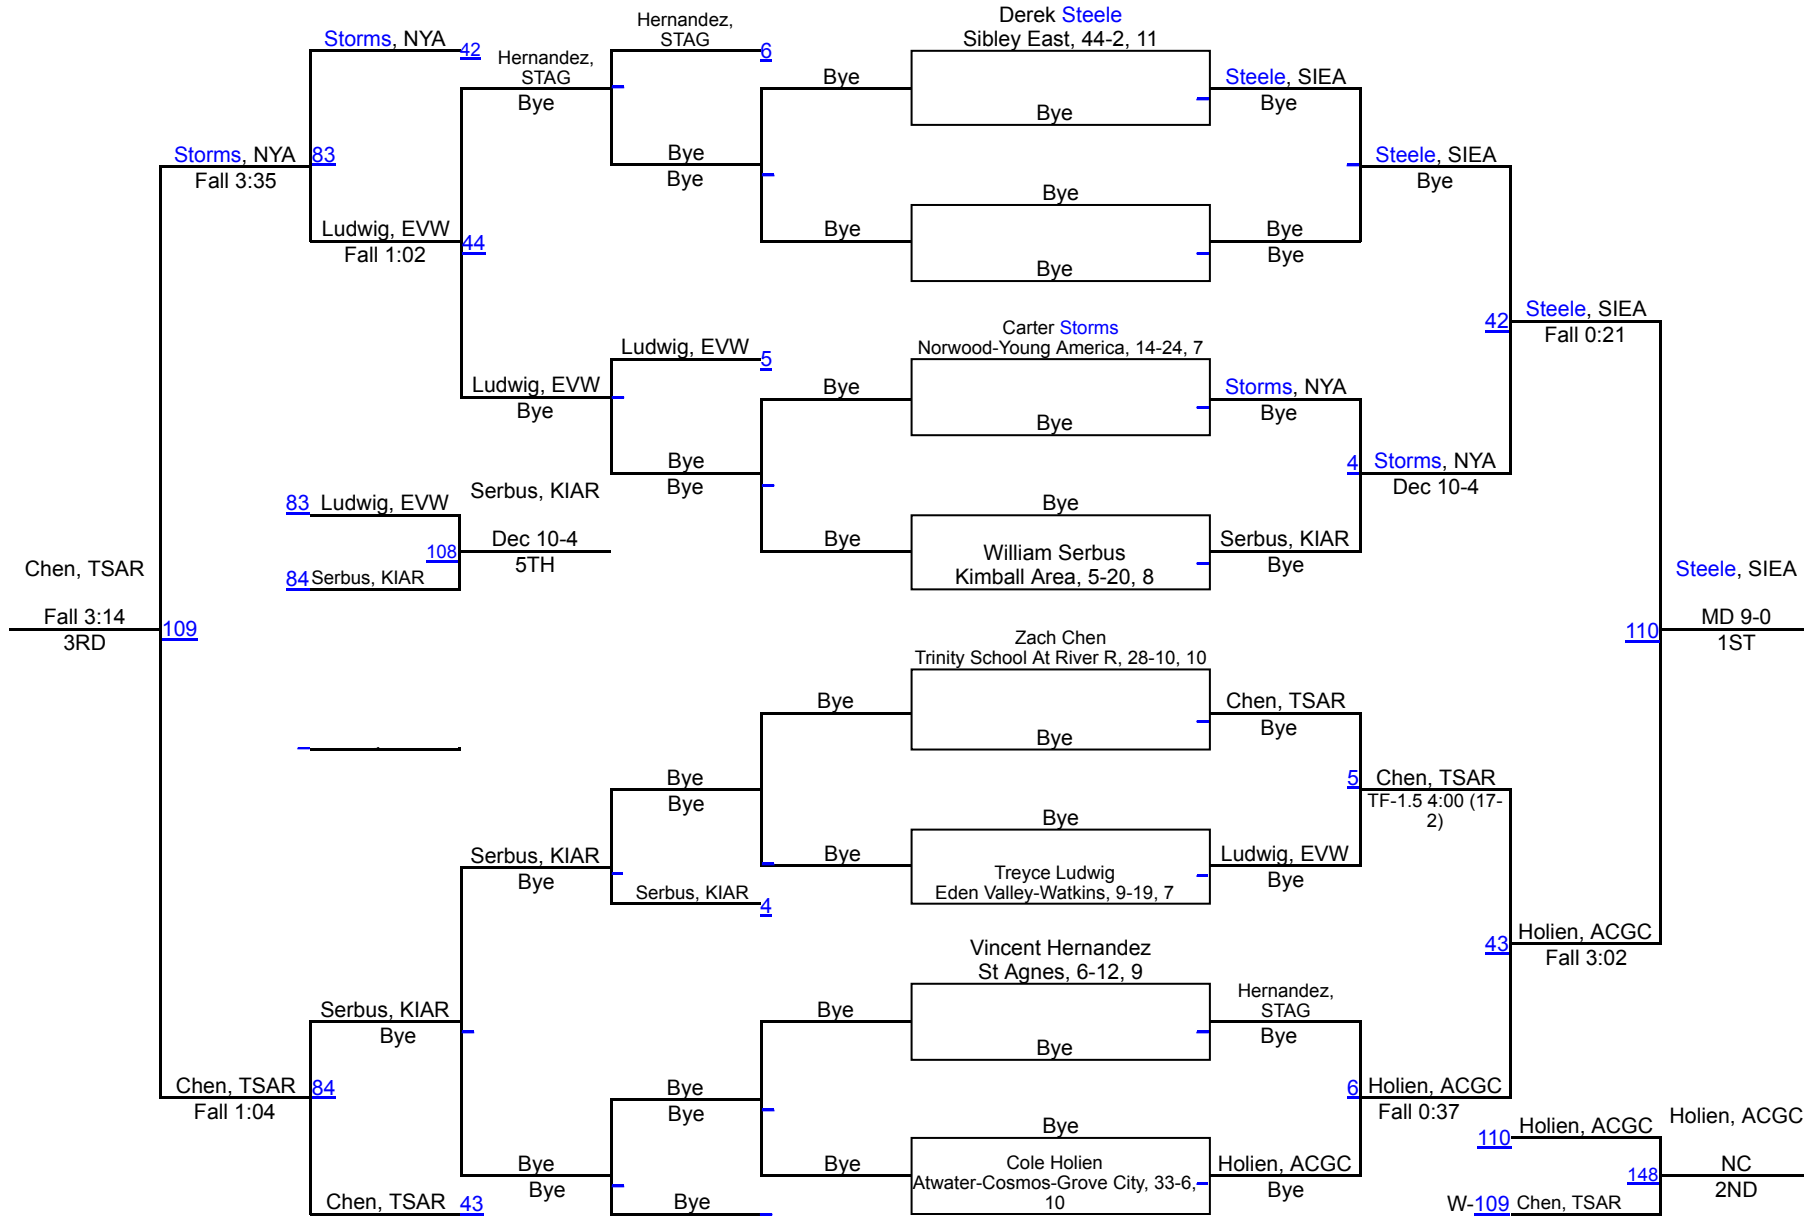 Derek Steele
Sibley East, 44-2, 11
Hernandez,
STAG
6
Storms, NYA
42
Hernandez,
STAG
Bye
Bye
Bye
Steele, SIEA
Bye
Bye
Bye
Storms, NYA
83
Fall 3:35
Steele, SIEA
Bye
Bye
Ludwig, EVW
44
Fall 1:02
Bye
Bye
Bye
Bye
Steele, SIEA
42
Fall 0:21
Carter Storms
Norwood-Young America, 14-24, 7
Ludwig, EVW
5
Ludwig, EVW
Bye
Bye
Bye
Storms, NYA
Bye
Bye
Bye
4
Storms, NYA
Dec 10-4
83
Ludwig, EVW
Serbus, KIAR
108
Dec 10-4
5TH
84
Serbus, KIAR
Bye
Bye
William Serbus
Kimball Area, 5-20, 8
Serbus, KIAR
Bye
Chen, TSAR
Fall 3:14
3RD
109
Steele, SIEA
110
MD 9-0
1ST
Zach Chen
Trinity School At River R, 28-10, 10
Bye
Bye
Chen, TSAR
Bye
Bye
Bye
5
Chen, TSAR
TF-1.5 4:00 (17-
2)
Serbus, KIAR
Bye
Bye
Bye
Treyce Ludwig
Eden Valley-Watkins, 9-19, 7
Ludwig, EVW
Bye
Serbus, KIAR
4
43
Holien, ACGC
Fall 3:02
Vincent Hernandez
St Agnes, 6-12, 9
Serbus, KIAR
Bye
Bye
Bye
Hernandez,
STAG
Bye
Chen, TSAR
84
Fall 1:04
Bye
Bye
6
Holien, ACGC
Fall 0:37
Bye
Bye
Bye
Bye
Cole Holien
Atwater-Cosmos-Grove City, 33-6,
10
Holien, ACGC
Bye
Chen, TSAR
43
Bye
110
Holien, ACGC
Holien, ACGC
148
NC
2ND
W-109
Chen, TSAR